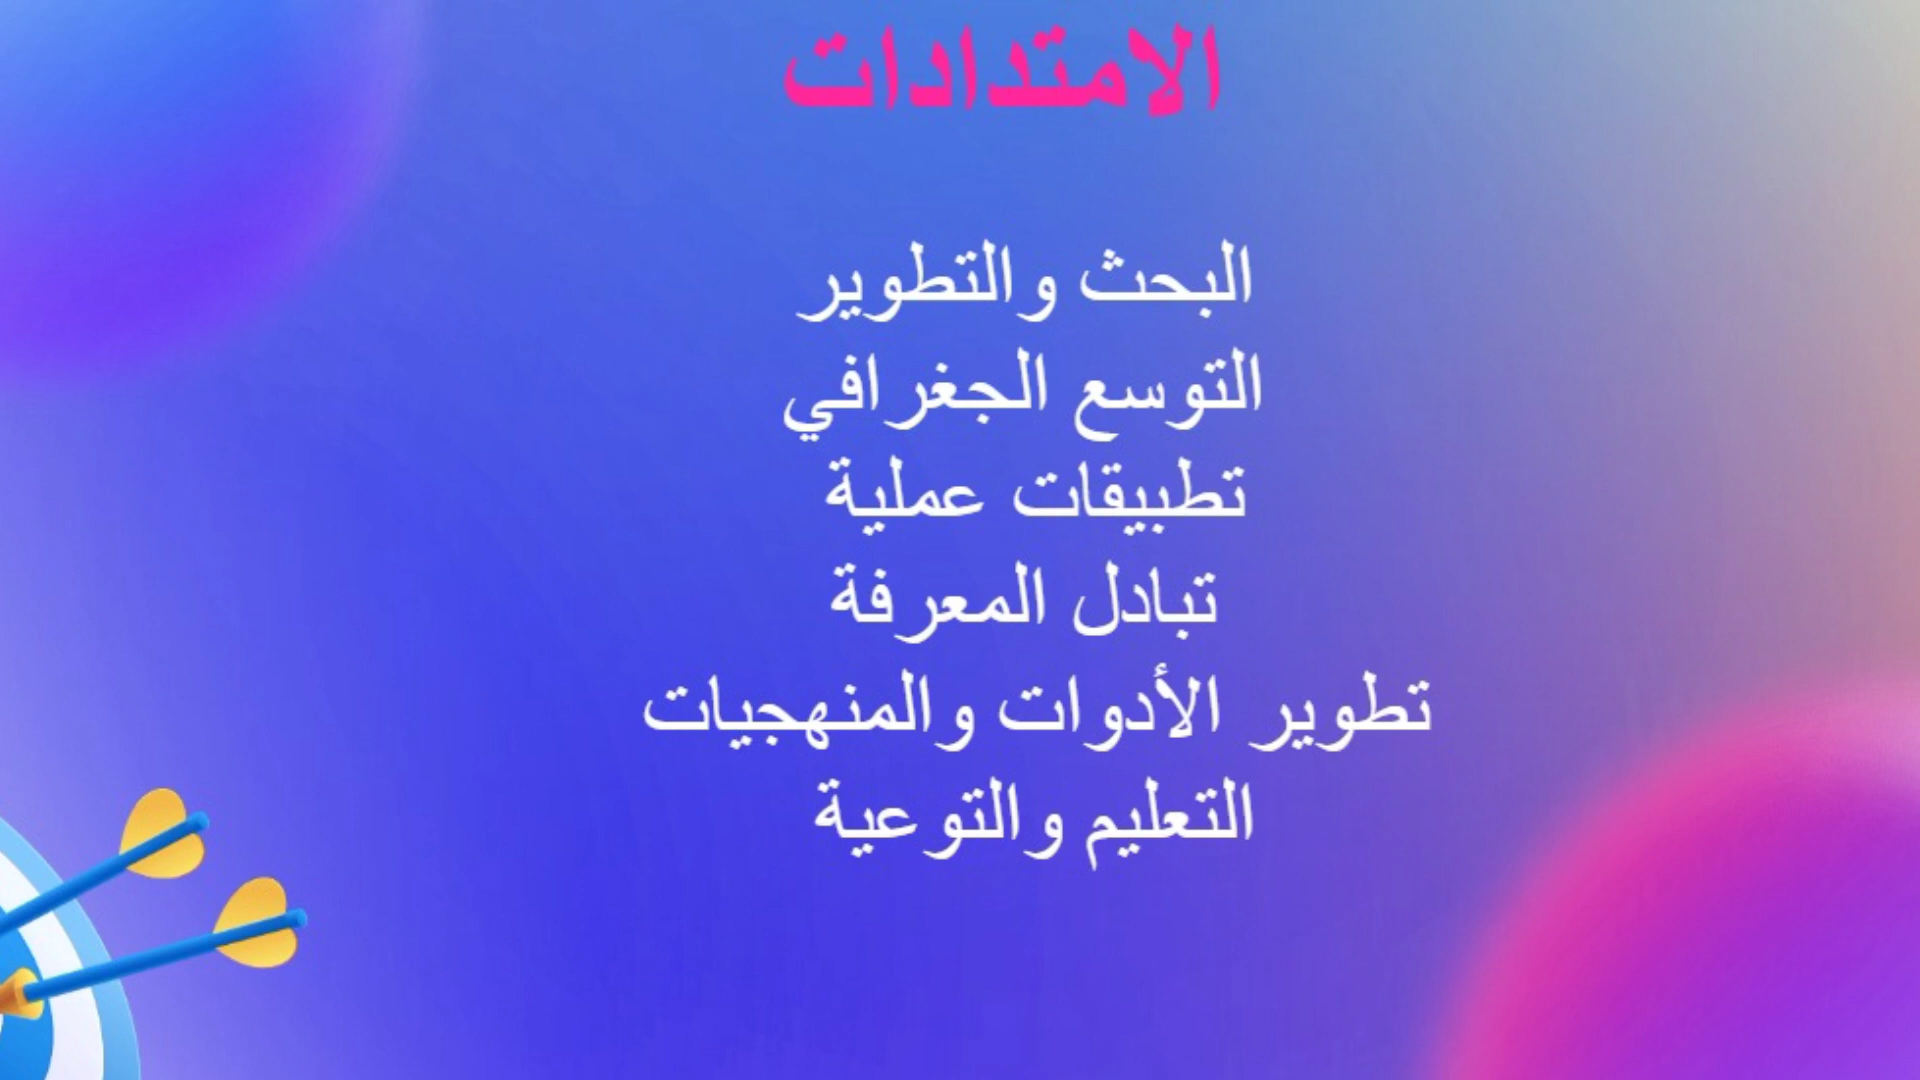 الامتدادات
البحث والتطوير
التوسع الجغرافي
تطبيقات عملية
تبادل المعرفة
تطوير الأدوات والمنهجيات
التعليم والتوعية